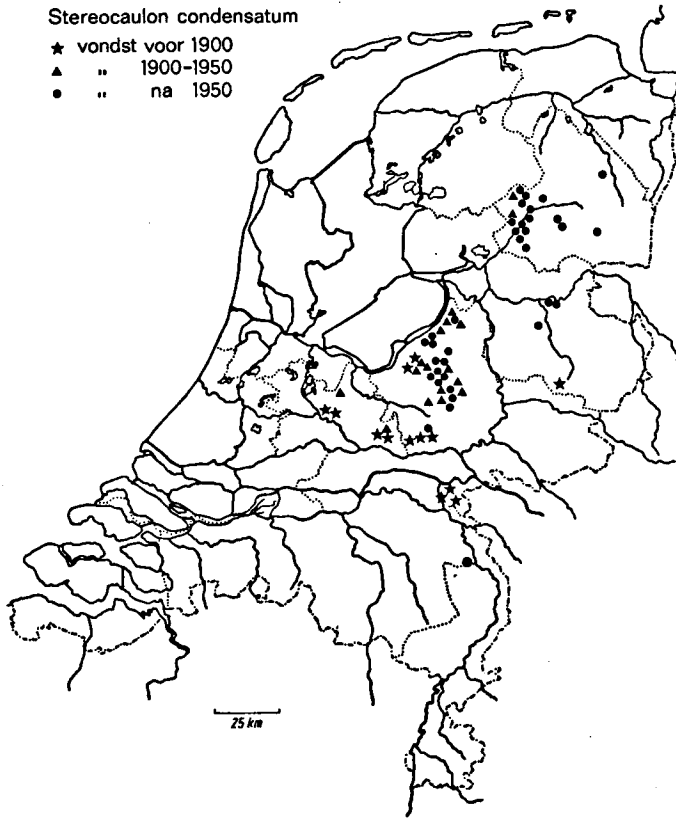 Stereocaulon condensatum
★ vondst voor 1900
▲ " 1900-1950
● " na 1950
25 km